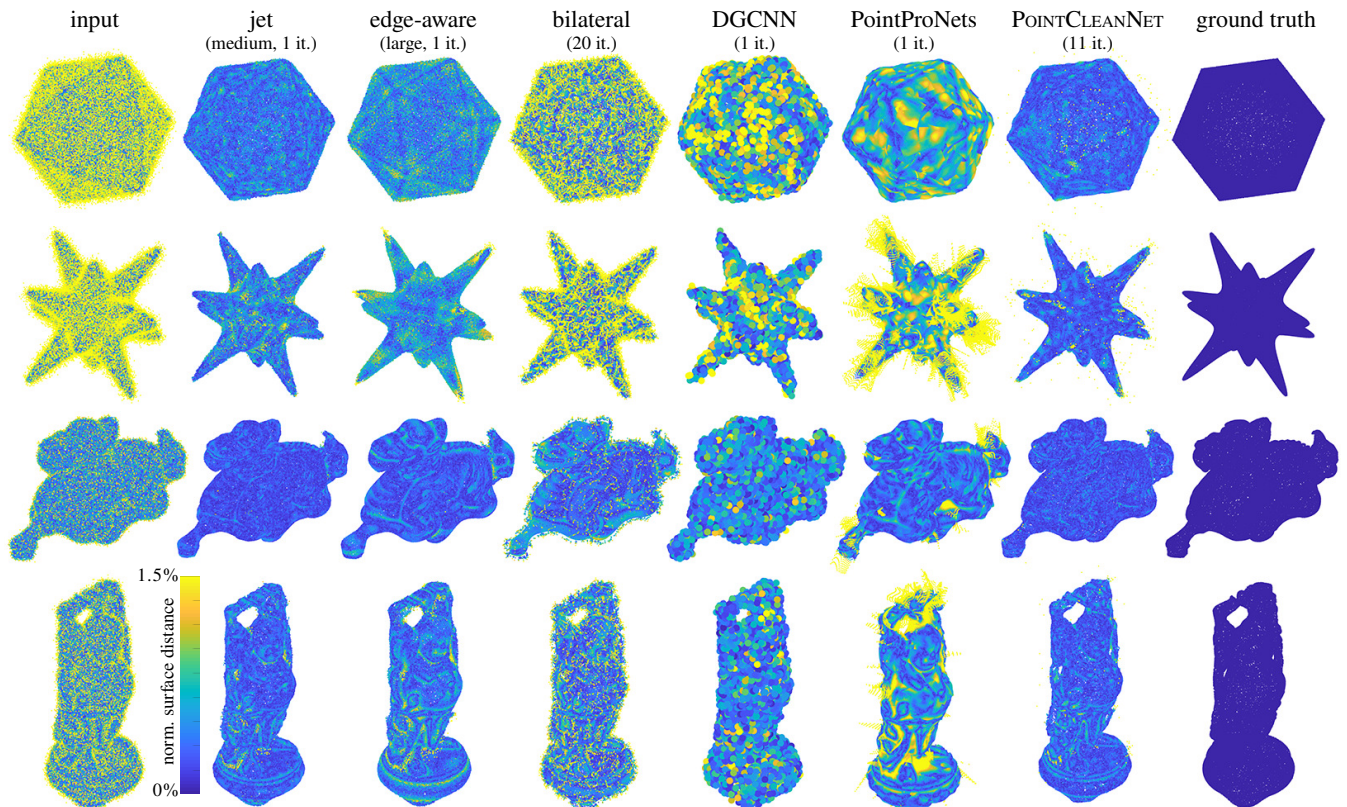 input jet edge-aware bilateral DGCNN PointProNets POINTCLEANNET ground truth
(medium, 1 it.) (large, 1 it.) (20 it.) (1 it.) (1 it.) (11 it.)
1.5%
norm. surface distance
0%